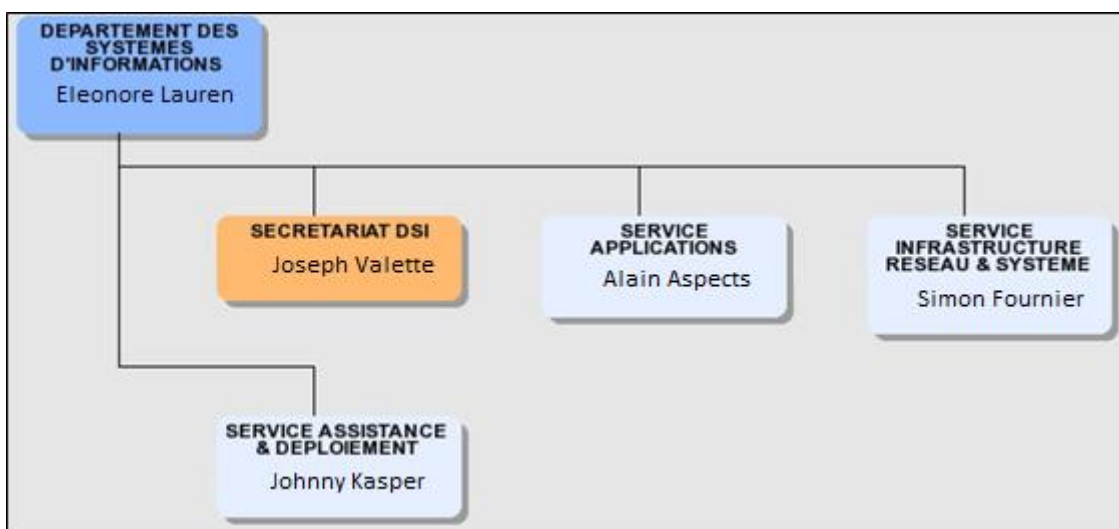 DEPARTEMENT DES
SYSTEMES
D'INFORMATIONS
Eleonore Lauren
SECRETARIAT DSI
Joseph Valette
SERVICE
APPLICATIONS
Alain Aspects
SERVICE
INFRASTRUCTURE
RESEAU & SYSTEME
Simon Fournier
SERVICE ASSISTANCE
& DEPLOIEMENT
Johnny Kasper